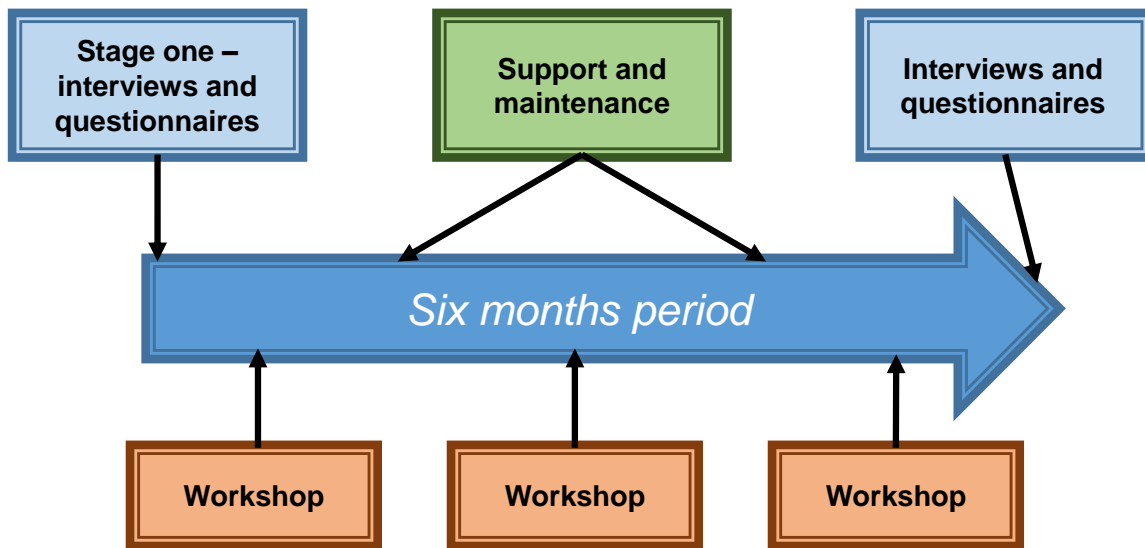 Stage one –
interviews and
questionnaires
Support and
maintenance
Interviews and
questionnaires
Six months period
Workshop
Workshop
Workshop